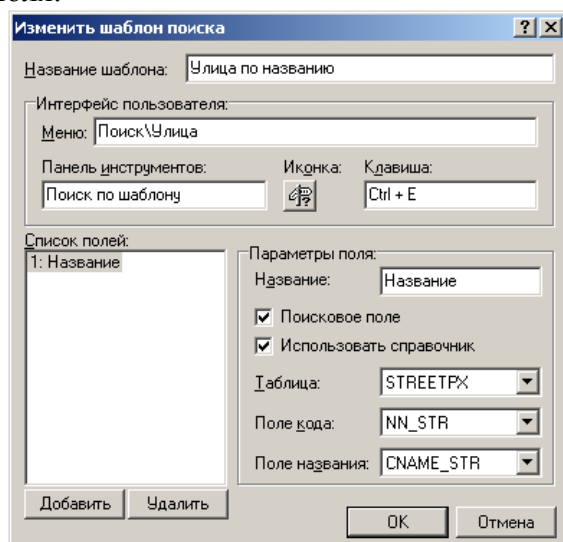 Изменить шаблон поиска
Название шаблона: Улица по названию
Интерфейс пользователя:
Меню: Поиск\Улица
Панель инструментов: Иконка: Клавиша:
Поиск по шаблону Ctrl + E
Список полей:
1: Название
Параметры поля:
Название: Название
Поисковое поле
Использовать справочник
Таблица: STREETPX
Поле кода: NN_STR
Поле названия: CNAME_STR
Добавить Удалить
OK Отмена